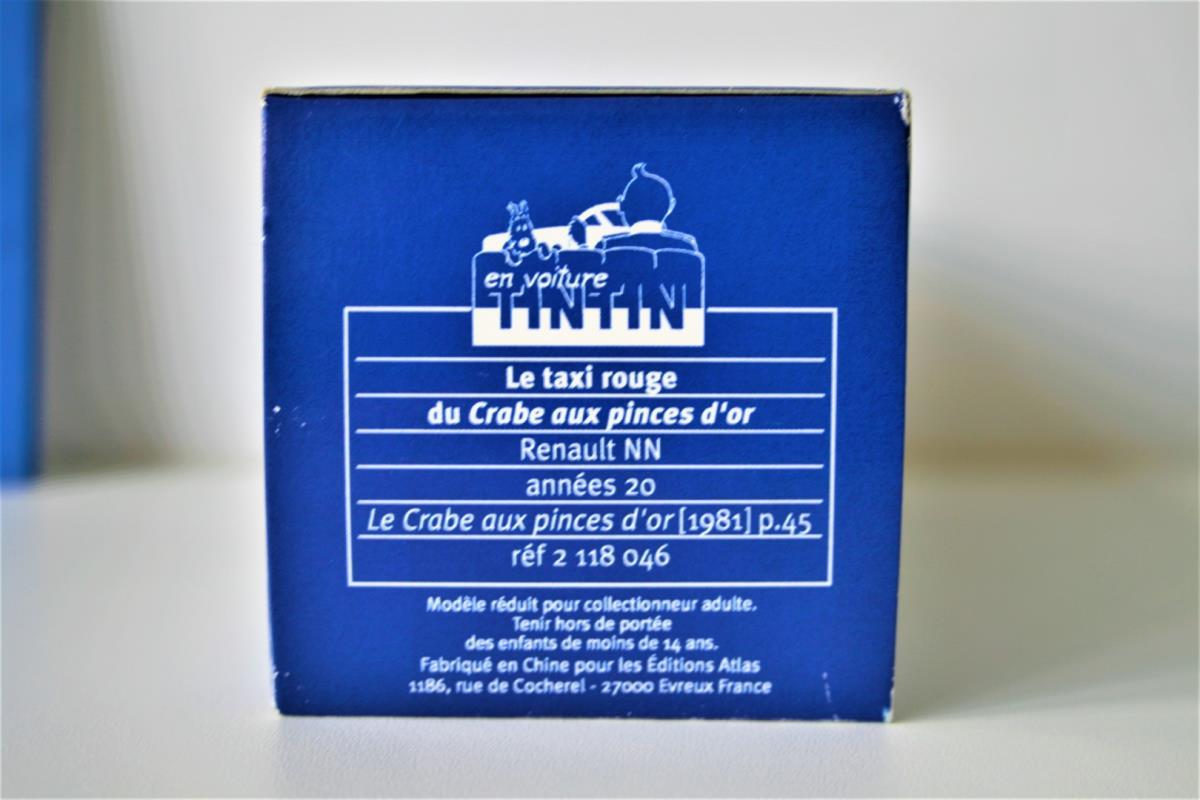 en voiture
TINTIN
Le taxi rouge
du Crabe aux pinces d'or
Renault NN
années 20
Le Crabe aux pinces d'or [1981] p.45
réf 2 118 046
Modèle réduit pour collectionneur adulte.
Tenir hors de portée
des enfants de moins de 14 ans.
Fabriqué en Chine pour les Éditions Atlas
1186, rue de Cocherel - 27000 Evreux France